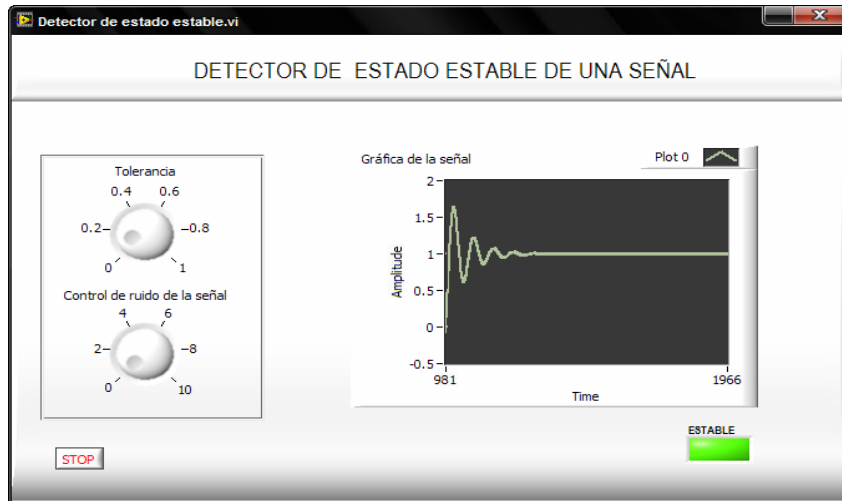 Detector de estado estable.vi
DETECTOR DE ESTADO ESTABLE DE UNA SEÑAL
Tolerancia
0.4 0.6
0.2 0.8
0 1
Control de ruido de la señal
4 6
2 8
0 10
STOP
Gráfica de la señal
Plot 0
Amplitude
2
1.5
1
0.5
0
-0.5
981 1966
Time
ESTABLE